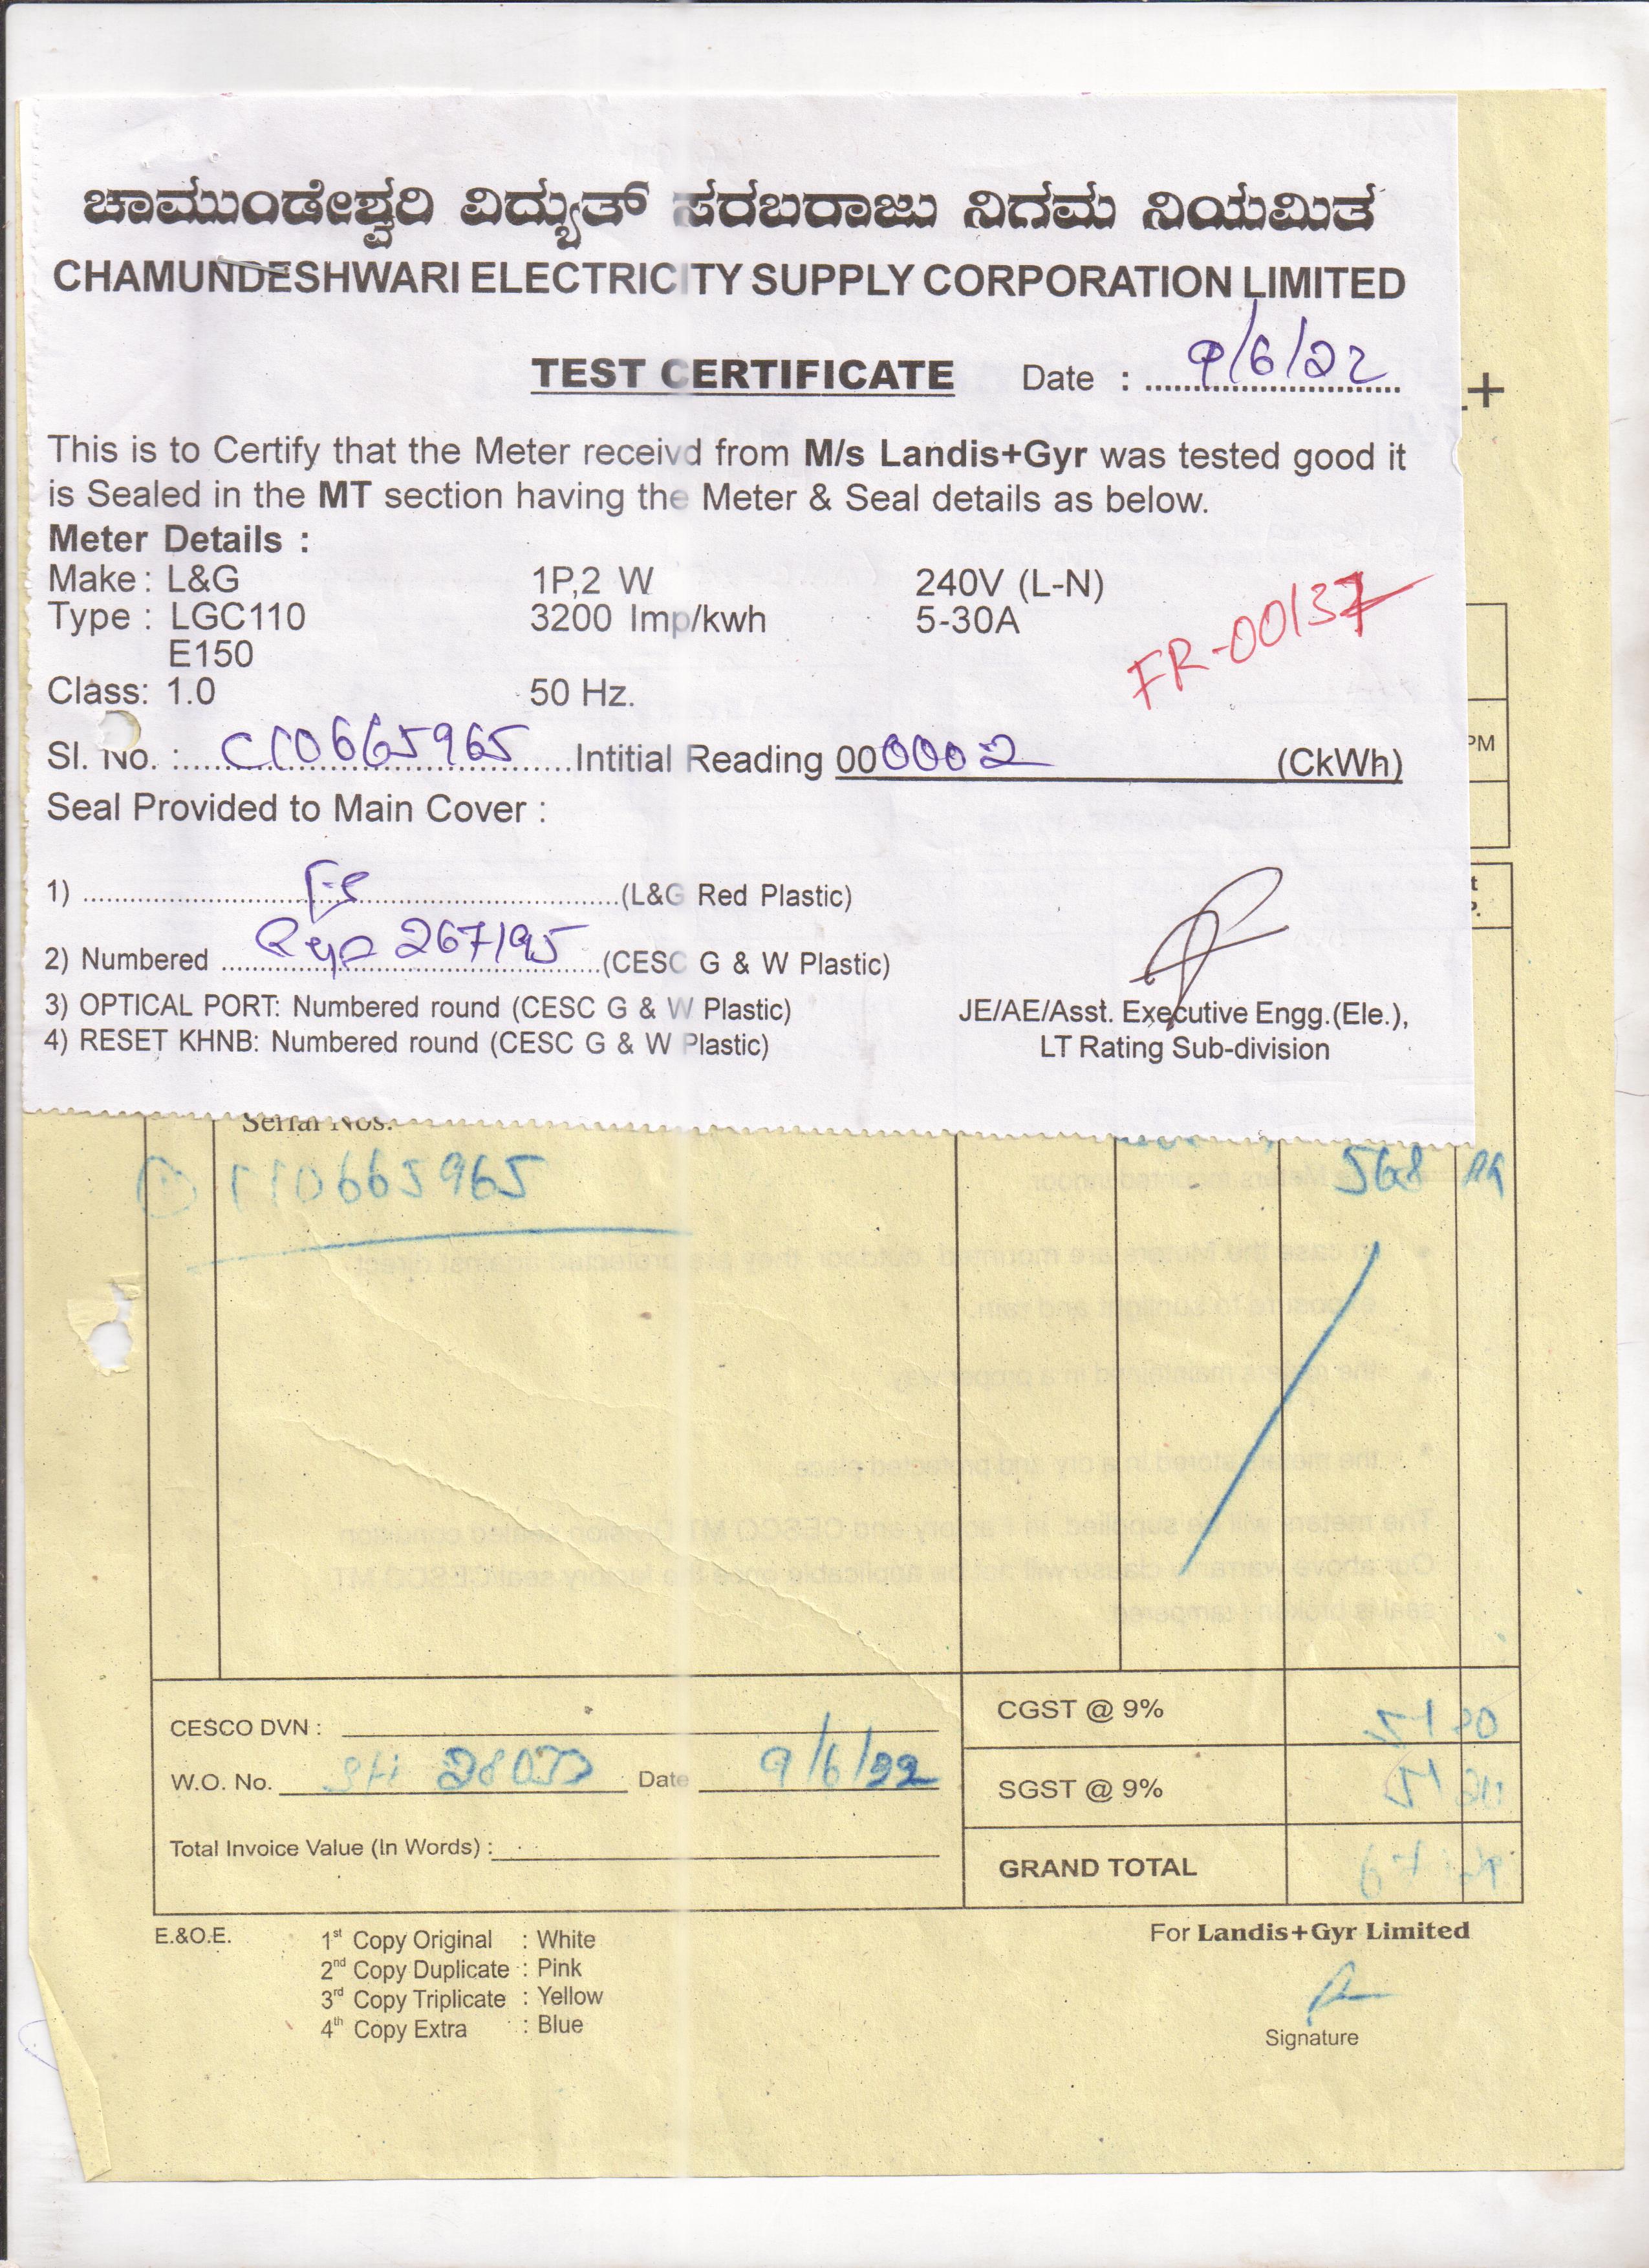 ಚಾಮುಂಡೇಶ್ವರಿ ವಿದ್ಯುತ್ ಸರಬರಾಜು ನಿಗಮ ನಿಯಮಿತ
CHAMUNDESHWARI ELECTRICITY SUPPLY CORPORATION LIMITED
TEST CERTIFICATE Date : 9/6/22
This is to Certify that the Meter receivd from M/s Landis+Gyr was tested good it
is Sealed in the MT section having the Meter & Seal details as below.
Meter Details :
Make : L&G 1P,2 W 240V (L-N)
Type : LGC110 3200 Imp/kwh 5-30A
E150
FR-00137
Class: 1.0 50 Hz.
Sl. No. : C110665965 Intitial Reading 000002 (CkWh)
Seal Provided to Main Cover :
1) (L&G Red Plastic)
2) Numbered 267195 (CESC G & W Plastic)
3) OPTICAL PORT: Numbered round (CESC G & W Plastic)
4) RESET KHNB: Numbered round (CESC G & W Plastic)
JE/AE/Asst. Executive Engg.(Ele.),
LT Rating Sub-division
PM
Serial Nos.
110665965 568
CESCO DVN :
CGST @ 9%
W.O. No. Date 9/6/22
SGST @ 9%
Total Invoice Value (In Words) :
GRAND TOTAL
E.&O.E.
1st Copy Original : White
2nd Copy Duplicate : Pink
3rd Copy Triplicate : Yellow
4th Copy Extra : Blue
For Landis+Gyr Limited
Signature